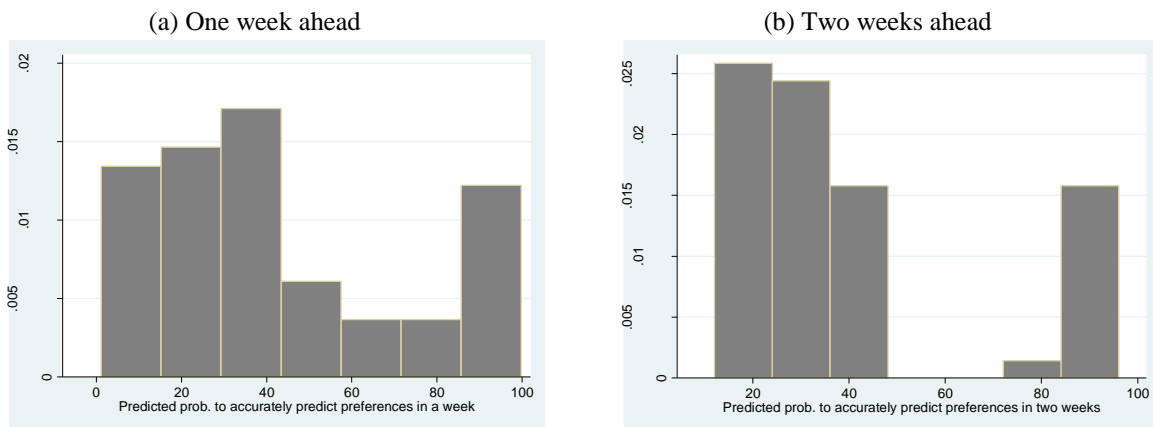 (a) One week ahead
.02
.015
.01
.005
0
0 20 40 60 80 100
Predicted prob. to accurately predict preferences in a week
(b) Two weeks ahead
.025
.02
.015
.01
.005
0
20 40 60 80 100
Predicted prob. to accurately predict preferences in two weeks